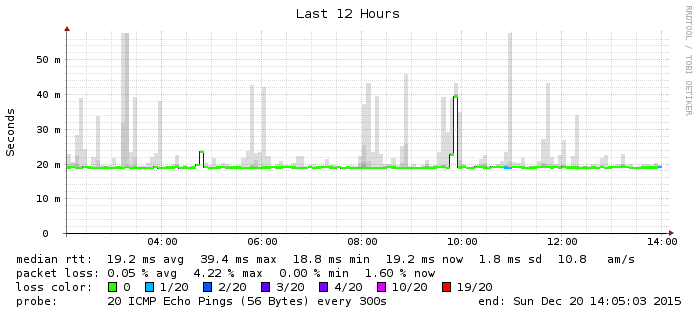 Last 12 Hours
RRDTOOL / TOBI OETIKER
Seconds
50 m
40 m
30 m
20 m
10 m
0
04:00 06:00 08:00 10:00 12:00 14:00
median rtt: 19.2 ms avg 39.4 ms max 18.8 ms min 19.2 ms now 1.8 ms sd 10.8 am/s
packet loss: 0.05 % avg 4.22 % max 0.00 % min 1.60 % now
loss color: 0 1/20 2/20 3/20 4/20 10/20 19/20
probe: 20 ICMP Echo Pings (56 Bytes) every 300s end: Sun Dec 20 14:05:03 2015